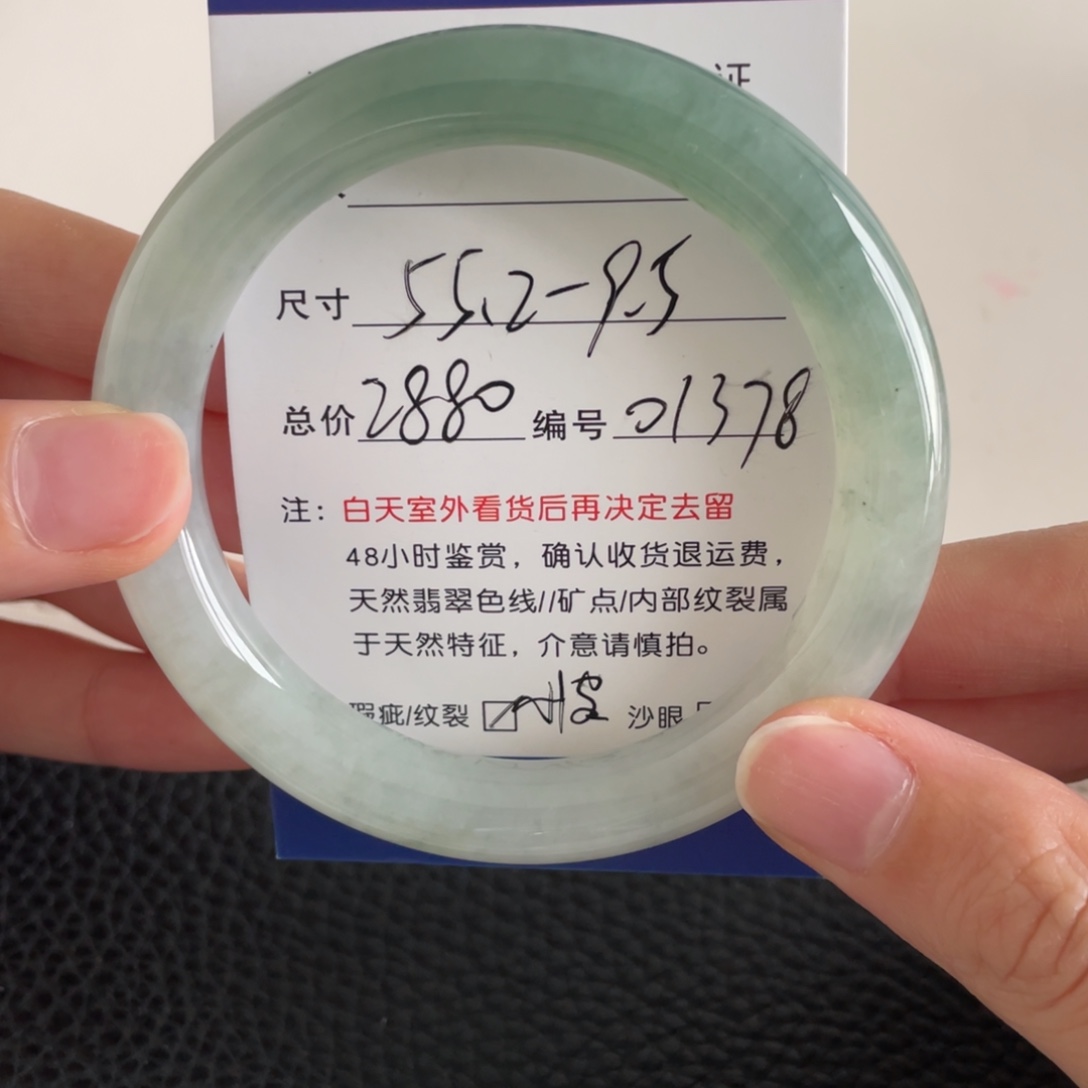 证
尺寸 55.2-9.5
总价 2880 编号 01378
注：白天室外看货后再决定去留
48小时鉴赏，确认收货退运费，
天然翡翠色线//矿点/内部纹裂属
于天然特征，介意请慎拍。
瑕疵/纹裂 沙眼